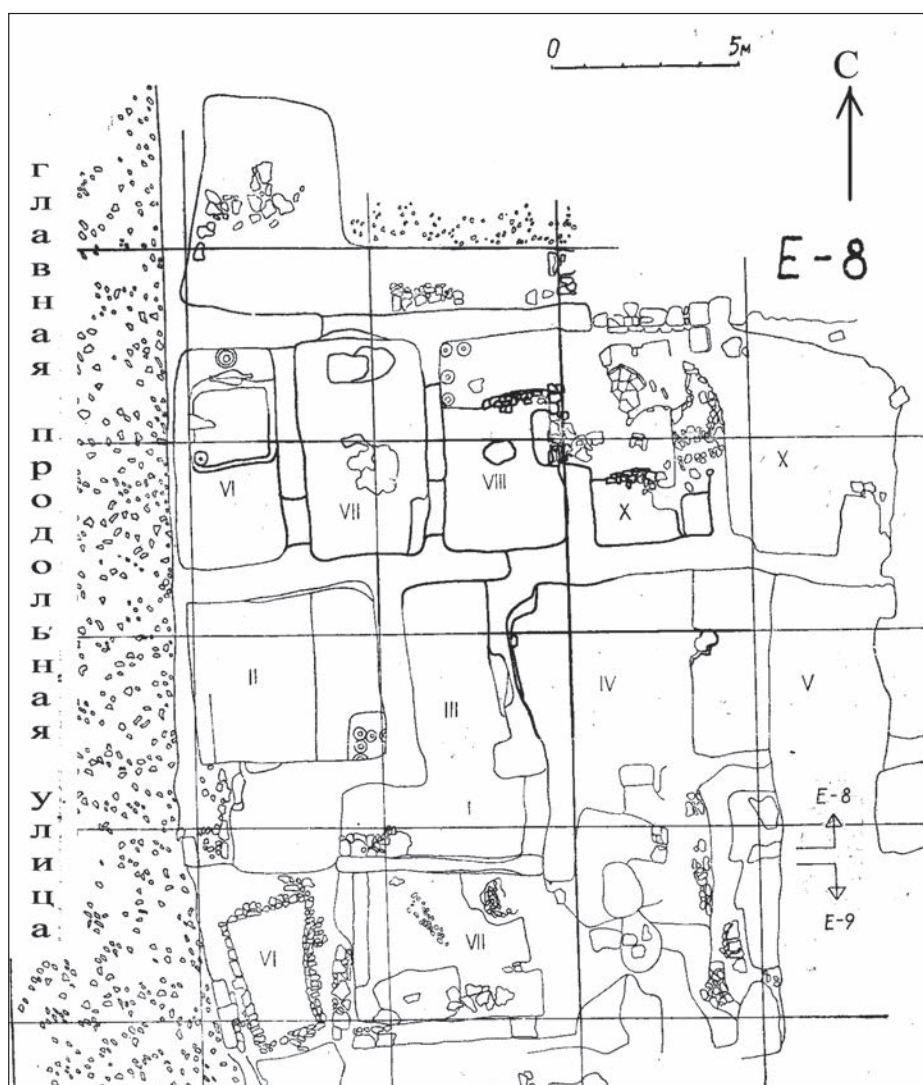 0 5м
С
Е-8
главная продольная улица
VI
VII
VIII
X
X
II
III
IV
V
I
Е-8
Е-9
VI
VII